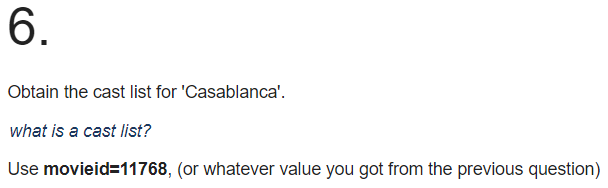 6.
Obtain the cast list for 'Casablanca'.
what is a cast list?
Use movieid=11768, (or whatever value you got from the previous question)